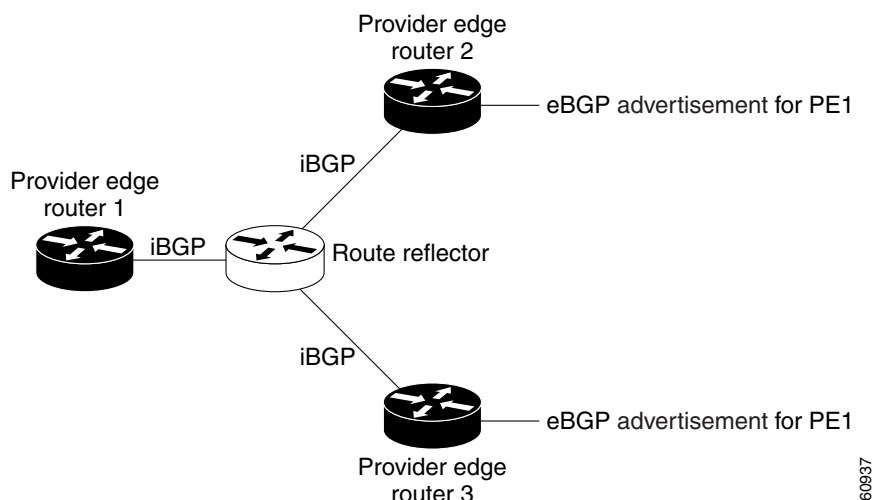 Provider edge
router 2
eBGP advertisement for PE1
iBGP
Provider edge
router 1
iBGP
Route reflector
iBGP
eBGP advertisement for PE1
Provider edge
router 3
60937